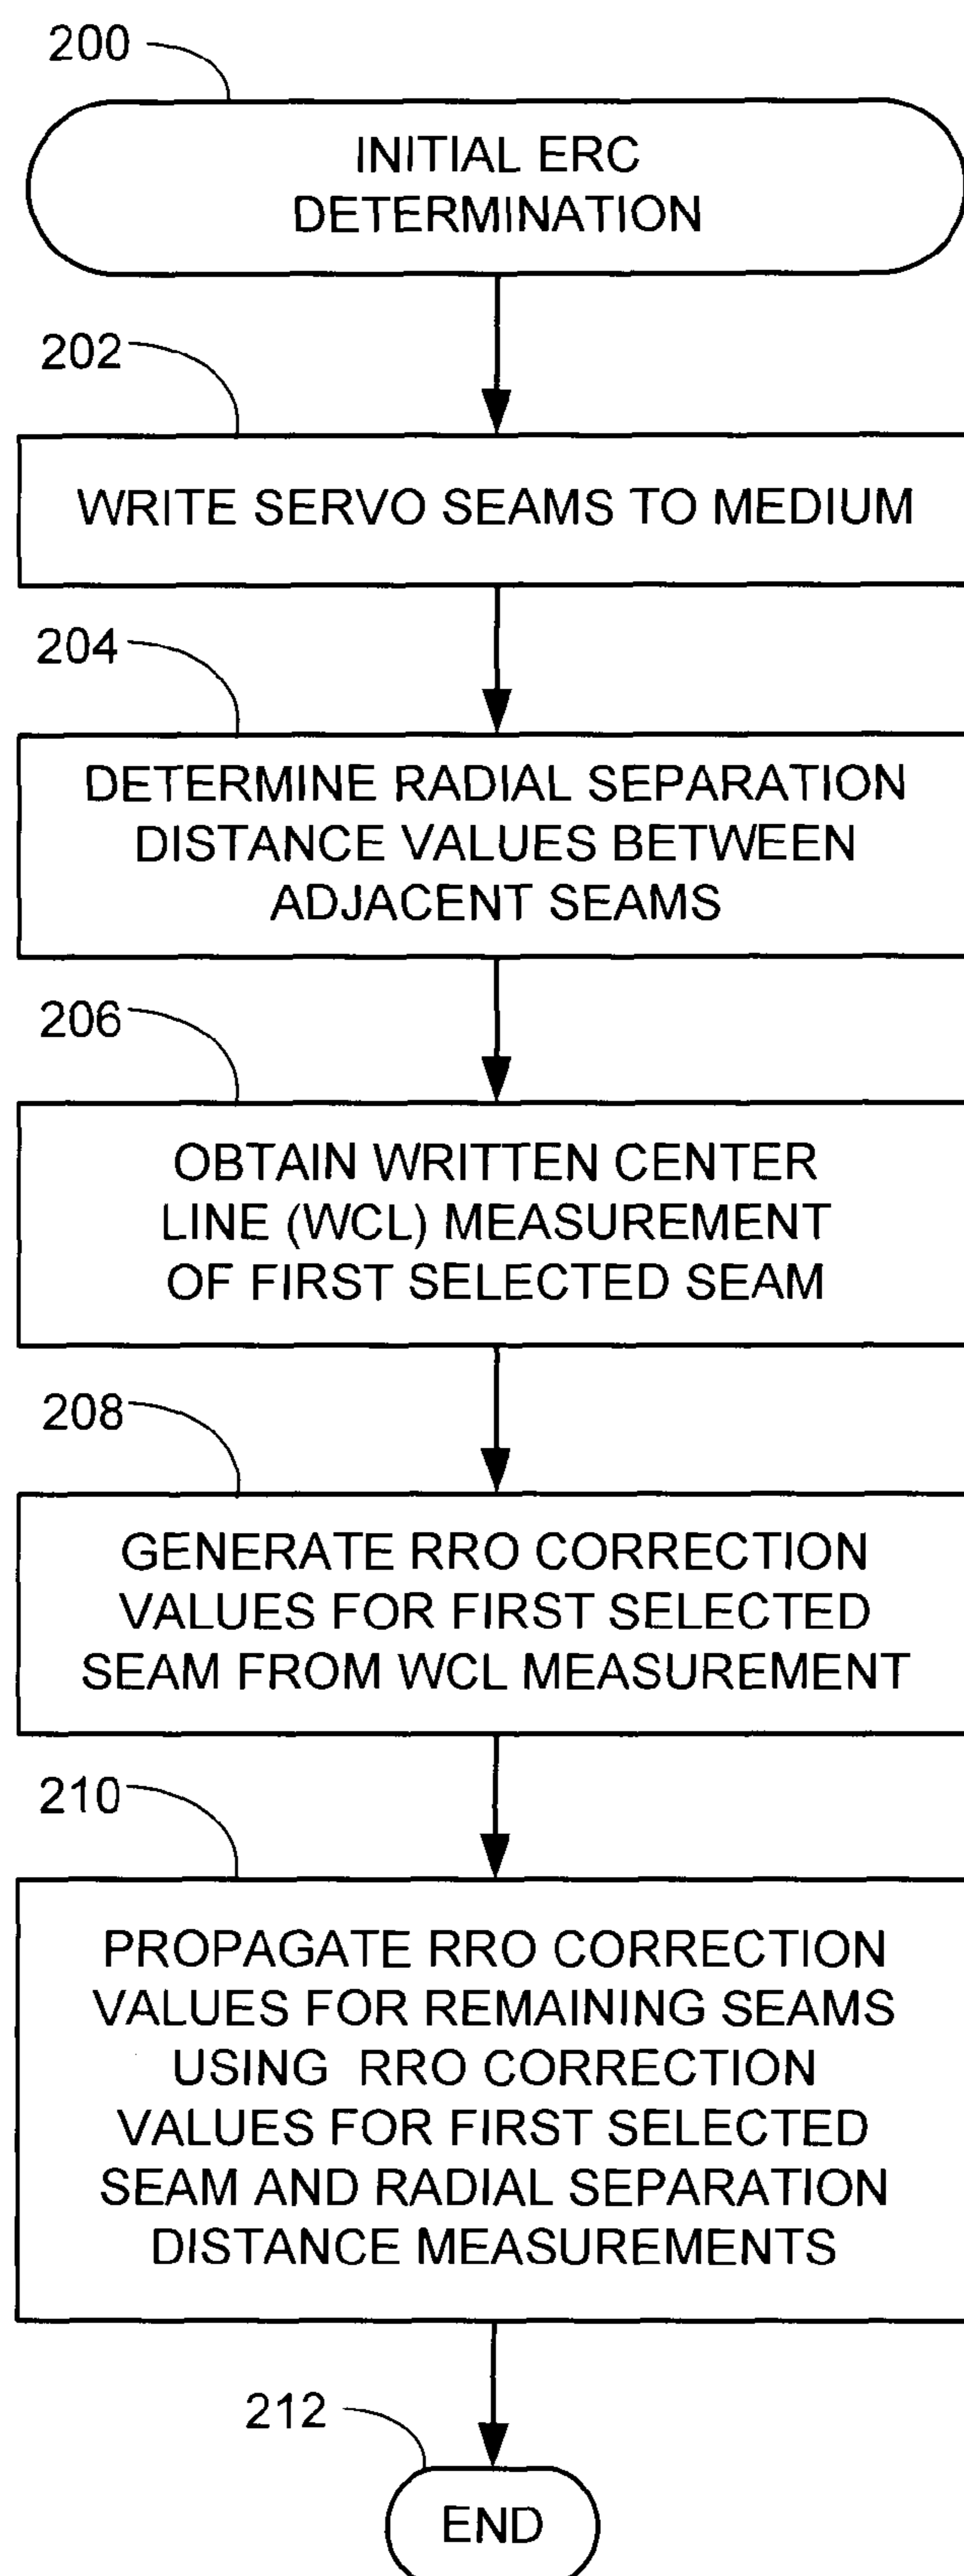 200
INITIAL ERC
DETERMINATION
202
WRITE SERVO SEAMS TO MEDIUM
204
DETERMINE RADIAL SEPARATION
DISTANCE VALUES BETWEEN
ADJACENT SEAMS
206
OBTAIN WRITTEN CENTER
LINE (WCL) MEASUREMENT
OF FIRST SELECTED SEAM
208
GENERATE RRO CORRECTION
VALUES FOR FIRST SELECTED
SEAM FROM WCL MEASUREMENT
210
PROPAGATE RRO CORRECTION
VALUES FOR REMAINING SEAMS
USING RRO CORRECTION
VALUES FOR FIRST SELECTED
SEAM AND RADIAL SEPARATION
DISTANCE MEASUREMENTS
212
END